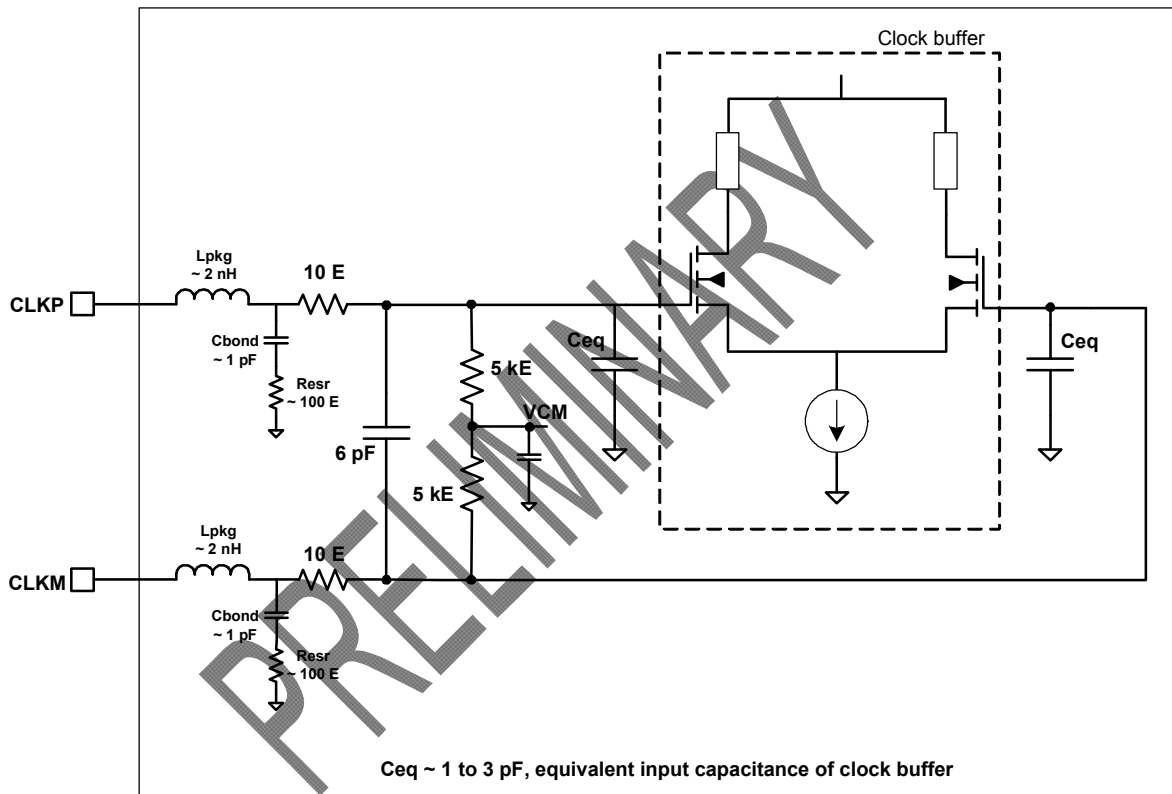 Clock buffer
Lpkg
~ 2 nH
10 E
CLKP
Cbond
~ 1 pF
Resr
~ 100 E
5 kE
Ceq
Ceq
VCM
6 pF
5 kE
Lpkg
~ 2 nH
10 E
CLKM
Cbond
~ 1 pF
Resr
~ 100 E
PRELIMINARY
Ceq ~ 1 to 3 pF, equivalent input capacitance of clock buffer